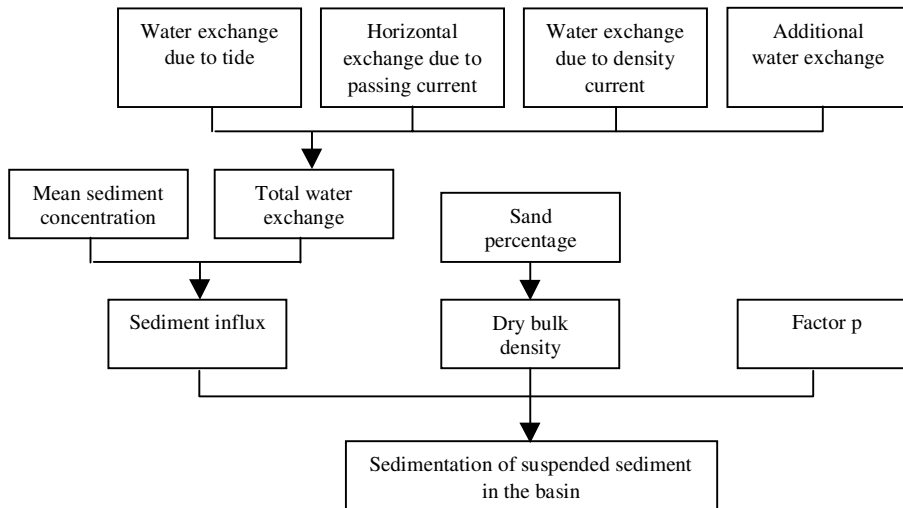 Water exchange
due to tide
Horizontal
exchange due to
passing current
Water exchange
due to density
current
Additional
water exchange
Mean sediment
concentration
Total water
exchange
Sand
percentage
Sediment influx
Dry bulk
density
Factor p
Sedimentation of suspended sediment
in the basin